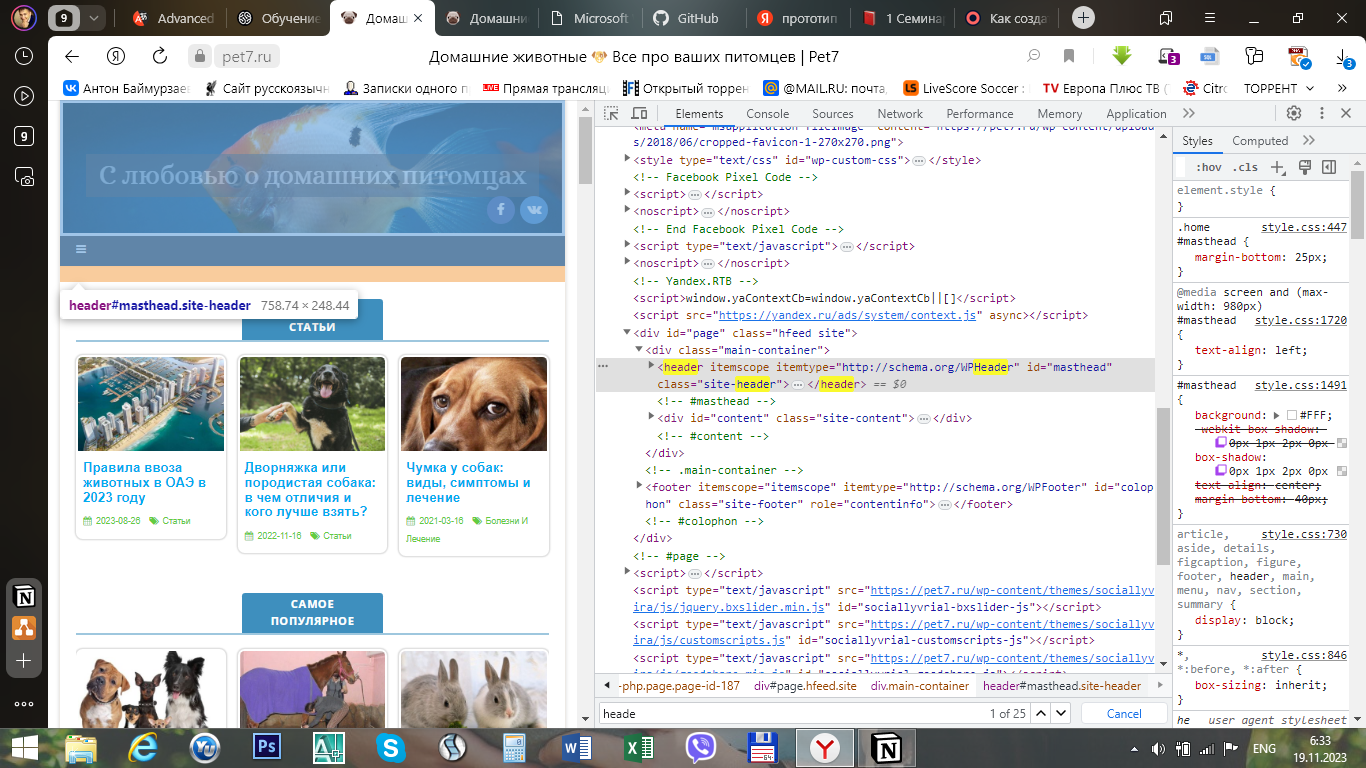 9
Advanced
Обучение
Домаш
Домашни
Microsoft
GitHub
прототип
1 Семинар
Как созда
pet7.ru
Домашние животные 🐶 Все про ваших питомцев | Pet7
3
3
Антон Баймурзаев
Сайт русскоязычн
Записки одного п
LIVE Прямая трансляц
Открытый торрен
@MAIL.RU: почта,
LS LiveScore Soccer :
TV Европа Плюс ТВ (
Citro
ТОРРЕНТ
9
С любовью о домашних питомцах
header#masthead.site-header 758.74 × 248.44
СТАТЬИ
Правила ввоза
животных в ОАЭ в
2023 году
2023-08-26 Статьи
Дворняжка или
породистая собака:
в чем отличия и
кого лучше взять?
2022-11-16 Статьи
Чумка у собак:
виды, симптомы и
лечение
2021-03-16 Болезни И
Лечение
САМОЕ
ПОПУЛЯРНОЕ
Elements Console Sources Network Performance Memory Application
<meta name="msapplication-TileImage" content="https://pet7.ru/wp-content/upload
s/2018/06/cropped-favicon-1-270x270.png">
<style type="text/css" id="wp-custom-css">…</style>
<!-- Facebook Pixel Code -->
<script>…</script>
<noscript>…</noscript>
<!-- End Facebook Pixel Code -->
<script type="text/javascript">…</script>
<noscript>…</noscript>
<!-- Yandex.RTB -->
<script>window.yaContextCb=window.yaContextCb||[]</script>
<script src="https://yandex.ru/ads/system/context.js" async></script>
<div id="page" class="hfeed site">
<div class="main-container">
<header itemscope itemtype="http://schema.org/WPHeader" id="masthead"
class="site-header">…</header> == $0
<!-- #masthead -->
<div id="content" class="site-content">…</div>
<!-- #content -->
</div>
<!-- .main-container -->
<footer itemscope="itemscope" itemtype="http://schema.org/WPFooter" id="colop
hon" class="site-footer" role="contentinfo">…</footer>
<!-- #colophon -->
</div>
<!-- #page -->
<script>…</script>
<script type="text/javascript" src="https://pet7.ru/wp-content/themes/sociallyv
ira/js/jquery.bxslider.min.js" id="sociallyvrial-bxslider-js"></script>
<script type="text/javascript" src="https://pet7.ru/wp-content/themes/sociallyv
ira/js/customscripts.js" id="sociallyvrial-customscripts-js"></script>
<script type="text/javascript" src="https://pet7.ru/wp-content/themes/sociallyv
-php.page.page-id-187 div#page.hfeed.site div.main-container header#masthead.site-header
heade 1 of 25 Cancel
Styles Computed
:hov .cls
element.style {
}
.home style.css:447
#masthead {
margin-bottom: 25px;
}
@media screen and (max-
width: 980px)
#masthead style.css:1720
{
text-align: left;
}
#masthead style.css:1491
{
background: #FFF;
-webkit-box-shadow:
0px 1px 2px 0px
box-shadow:
0px 1px 2px 0px
text-align: center;
margin-bottom: 40px;
}
article, style.css:730
aside, details,
figcaption, figure,
footer, header, main,
menu, nav, section,
summary {
display: block;
}
*, style.css:846
*:before, *:after {
box-sizing: inherit;
}
he user agent stylesheet
ENG
6:33
19.11.2023